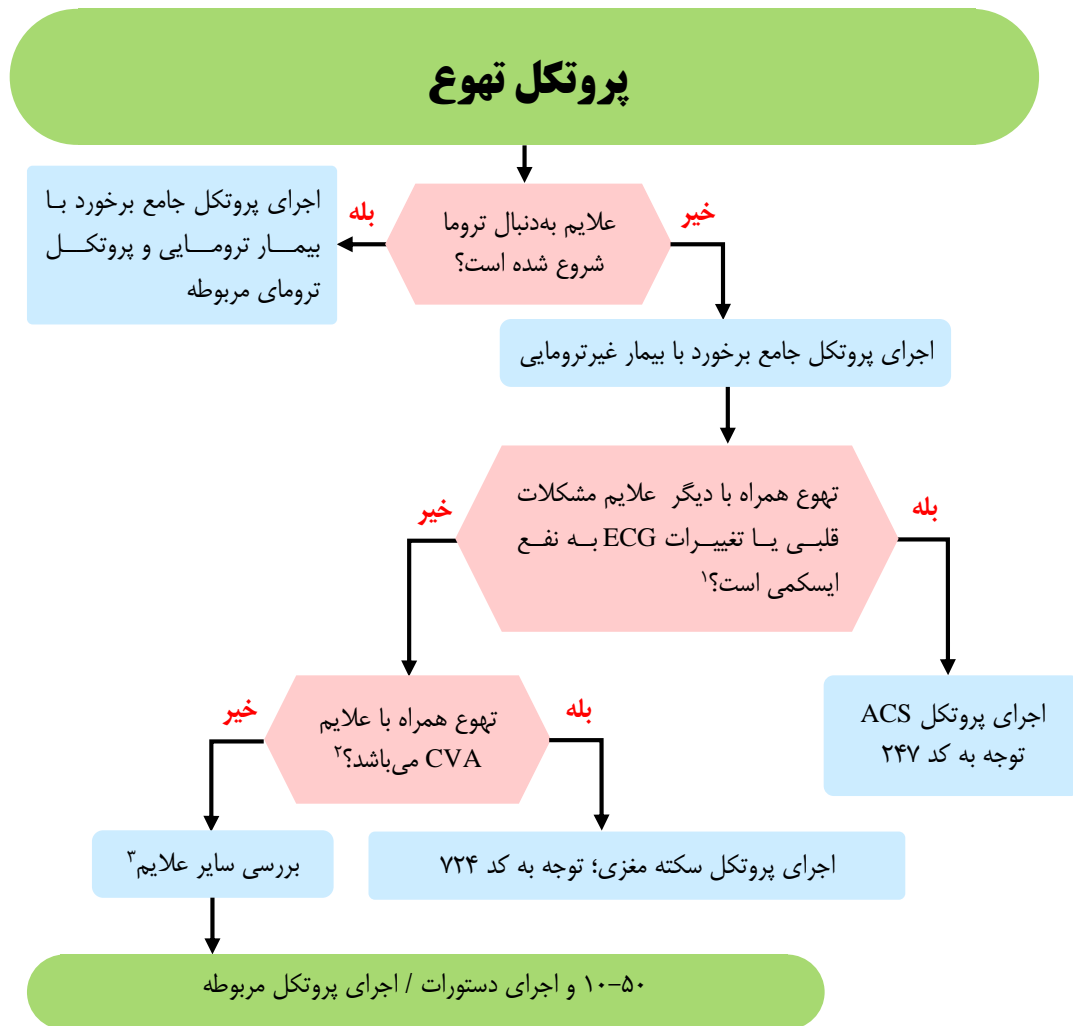 پروتکل تهوع
علایم به‌دنبال تروما
شروع شده است؟
خیر
بله
اجرای پروتکل جامع برخورد با
بیمار ترومایی و پروتکل
ترومای مربوطه
اجرای پروتکل جامع برخورد با بیمار غیرترومایی
تهوع همراه با دیگر علایم مشکلات
قلبی یا تغییرات ECG به نفع
ایسکمی است؟۱
بله
خیر
اجرای پروتکل ACS
توجه به کد ۲۴۷
تهوع همراه با علایم
CVA می‌باشد؟۲
بله
خیر
اجرای پروتکل سکته مغزی؛ توجه به کد ۷۲۴
بررسی سایر علایم۳
۱۰-۵۰ و اجرای دستورات / اجرای پروتکل مربوطه